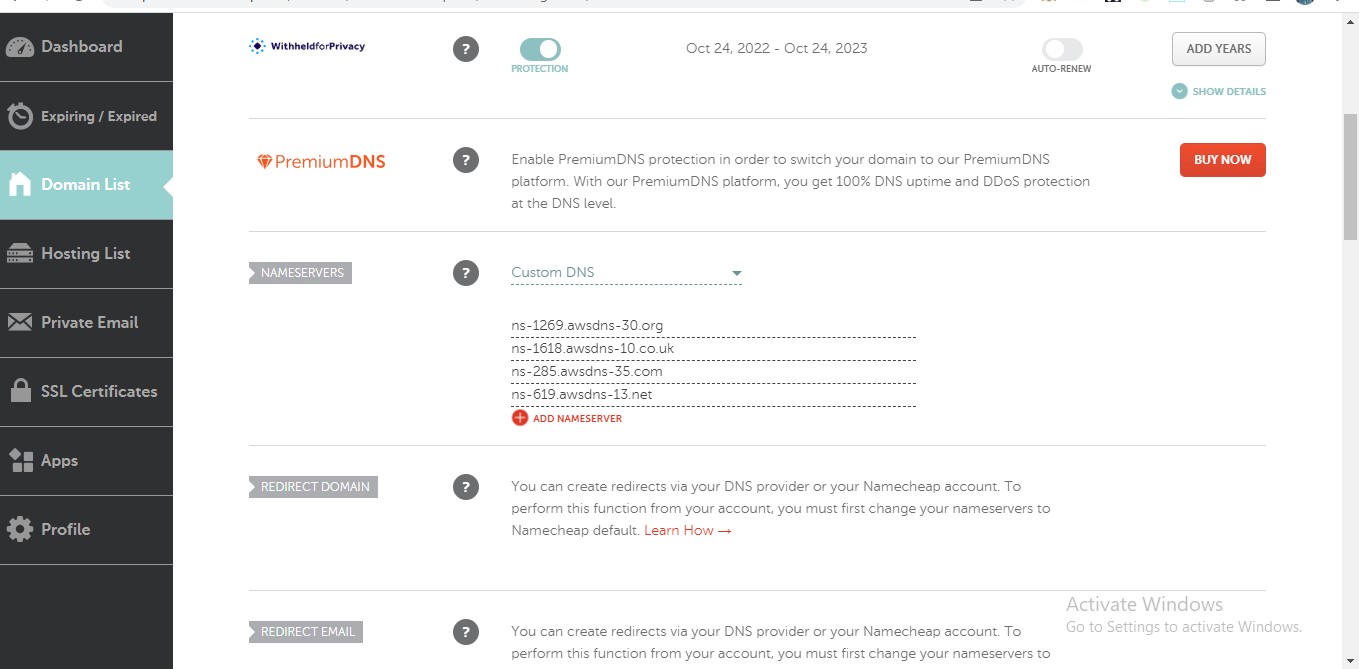 Dashboard
Expiring / Expired
Domain List
Hosting List
Private Email
SSL Certificates
Apps
Profile
WithheldforPrivacy
?
PROTECTION
Oct 24, 2022 - Oct 24, 2023
AUTO-RENEW
ADD YEARS
SHOW DETAILS
PremiumDNS
?
Enable PremiumDNS protection in order to switch your domain to our PremiumDNS
platform. With our PremiumDNS platform, you get 100% DNS uptime and DDoS protection
at the DNS level.
BUY NOW
NAMESERVERS
?
Custom DNS
ns-1269.awsdns-30.org
ns-1618.awsdns-10.co.uk
ns-285.awsdns-35.com
ns-619.awsdns-13.net
ADD NAMESERVER
REDIRECT DOMAIN
?
You can create redirects via your DNS provider or your Namecheap account. To
perform this function from your account, you must first change your nameservers to
Namecheap default. Learn How →
REDIRECT EMAIL
?
You can create redirects via your DNS provider or your Namecheap account. To
perform this function from your account, you must first change your nameservers to
Activate Windows
Go to Settings to activate Windows.